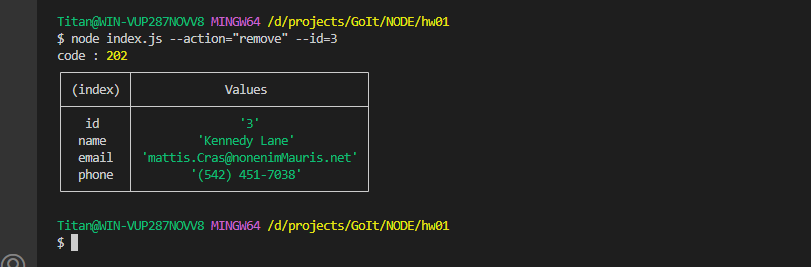 Titan@WIN-VUP287NOVV8 MINGW64 /d/projects/GoIt/NODE/hw01
$ node index.js --action="remove" --id=3
code : 202
(index) Values
id '3'
name 'Kennedy Lane'
email 'mattis.Cras@nonenimMauris.net'
phone '(542) 451-7038'
Titan@WIN-VUP287NOVV8 MINGW64 /d/projects/GoIt/NODE/hw01
$